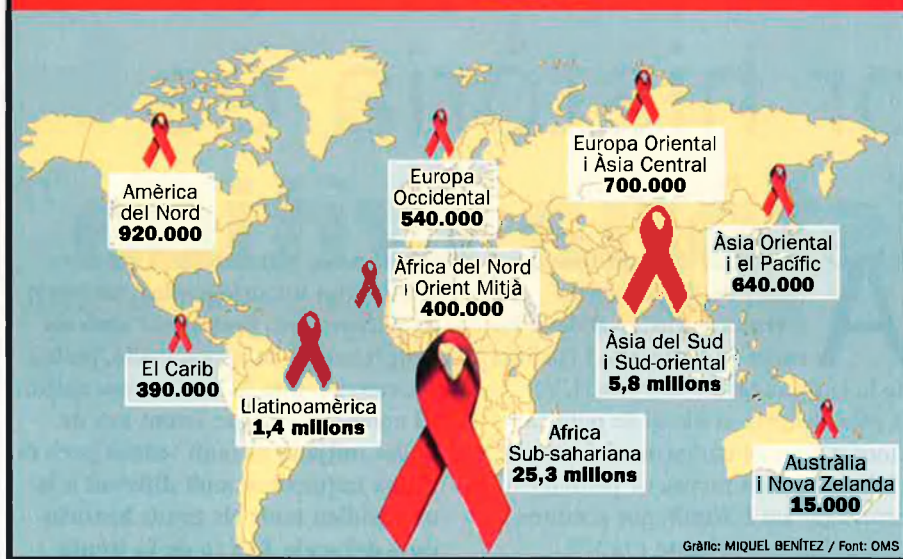 Amèrica
del Nord
920.000
Europa
Occidental
540.000
Europa Oriental
i Àsia Central
700.000
Àsia Oriental
i el Pacífic
640.000
Àfrica del Nord
i Orient Mitjà
400.000
El Carib
390.000
Llatinoamèrica
1,4 milions
Àsia del Sud
i Sud-oriental
5,8 milions
Africa
Sub-sahariana
25,3 milions
Austràlia
i Nova Zelanda
15.000
Gràfic: MIQUEL BENÍTEZ / Font: OMS